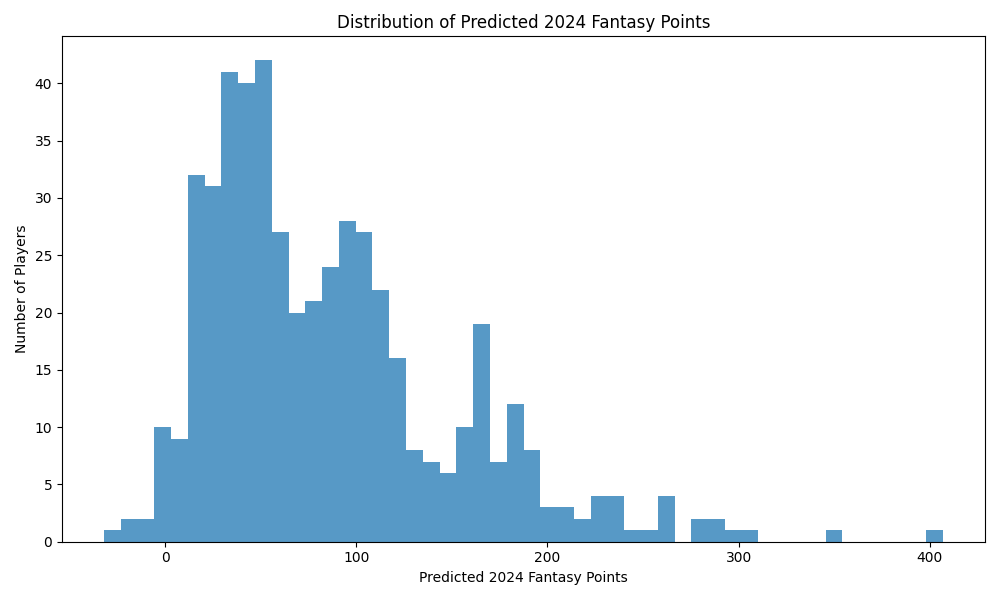 Distribution of Predicted 2024 Fantasy Points
Number of Players
40
35
30
25
20
15
10
5
0
0 100 200 300 400
Predicted 2024 Fantasy Points